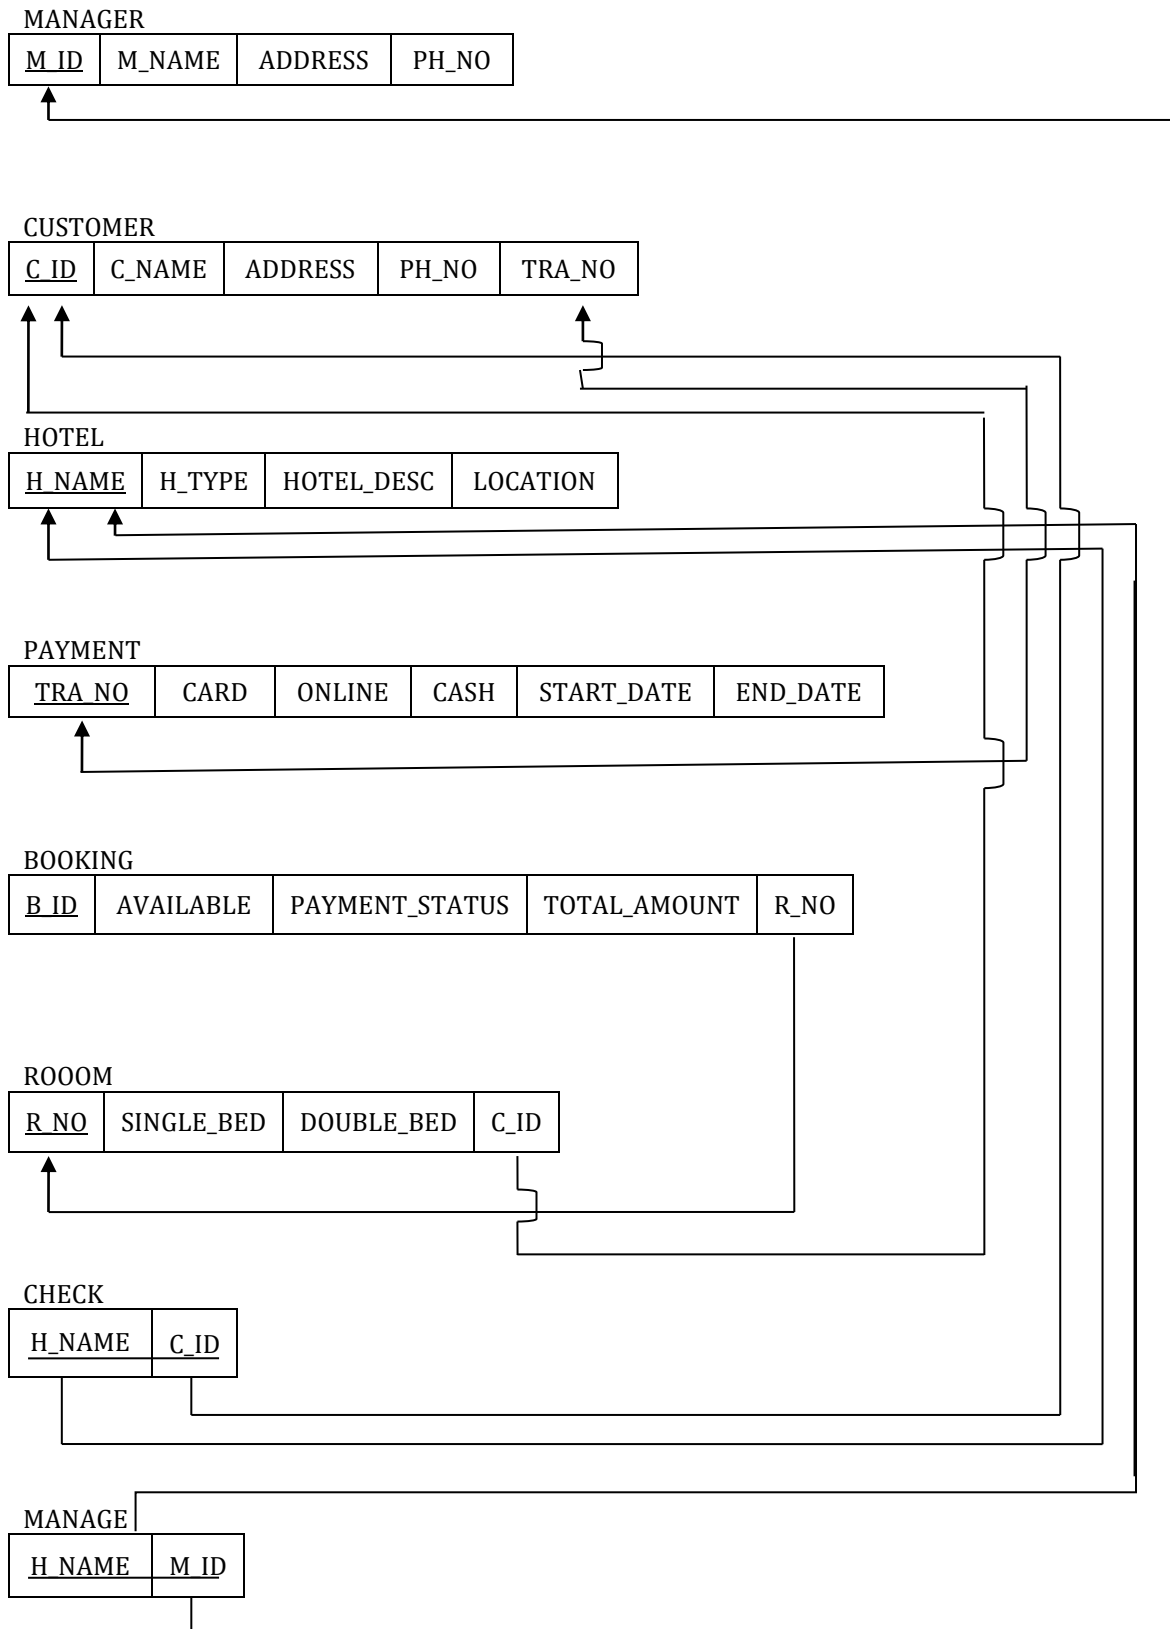 MANAGER
M_ID M_NAME ADDRESS PH_NO
CUSTOMER
C_ID C_NAME ADDRESS PH_NO TRA_NO
HOTEL
H_NAME H_TYPE HOTEL_DESC LOCATION
PAYMENT
TRA_NO CARD ONLINE CASH START_DATE END_DATE
BOOKING
B_ID AVAILABLE PAYMENT_STATUS TOTAL_AMOUNT R_NO
ROOOM
R_NO SINGLE_BED DOUBLE_BED C_ID
CHECK
H_NAME C_ID
MANAGE
H_NAME M_ID